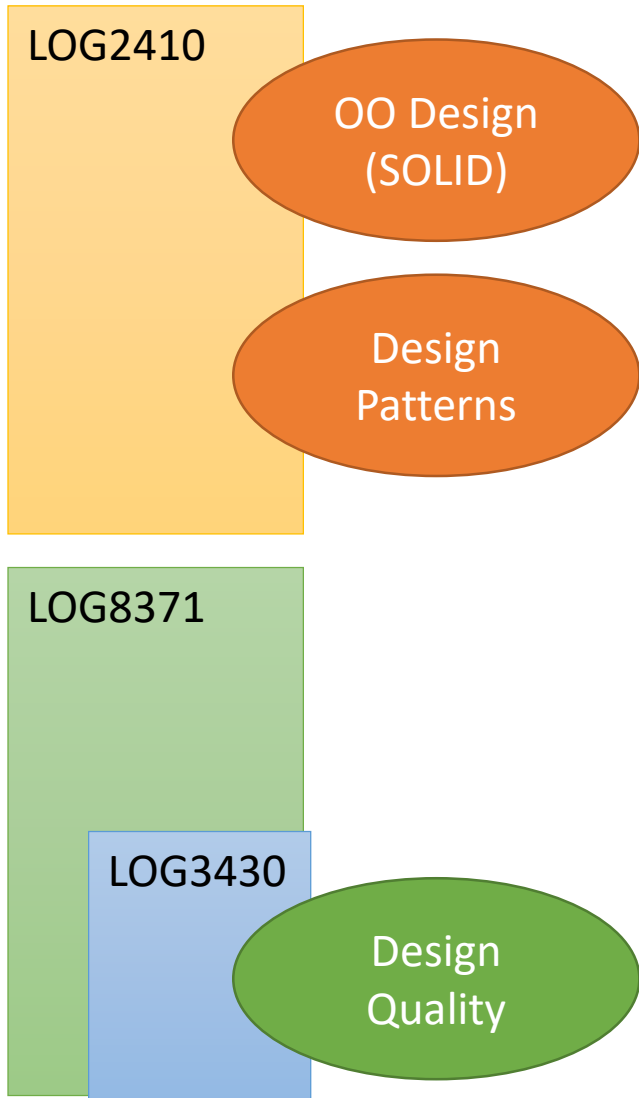 LOG2410
OO Design
(SOLID)
Design
Patterns
LOG8371
LOG3430
Design
Quality